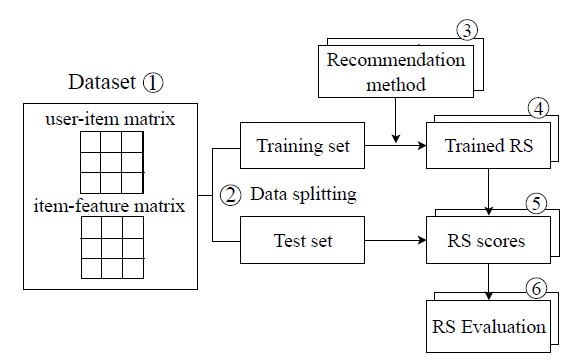 ③
Recommendation
method
Dataset ①
④
user-item matrix
Training set
Trained RS
② Data splitting
item-feature matrix
⑤
Test set
RS scores
⑥
RS Evaluation